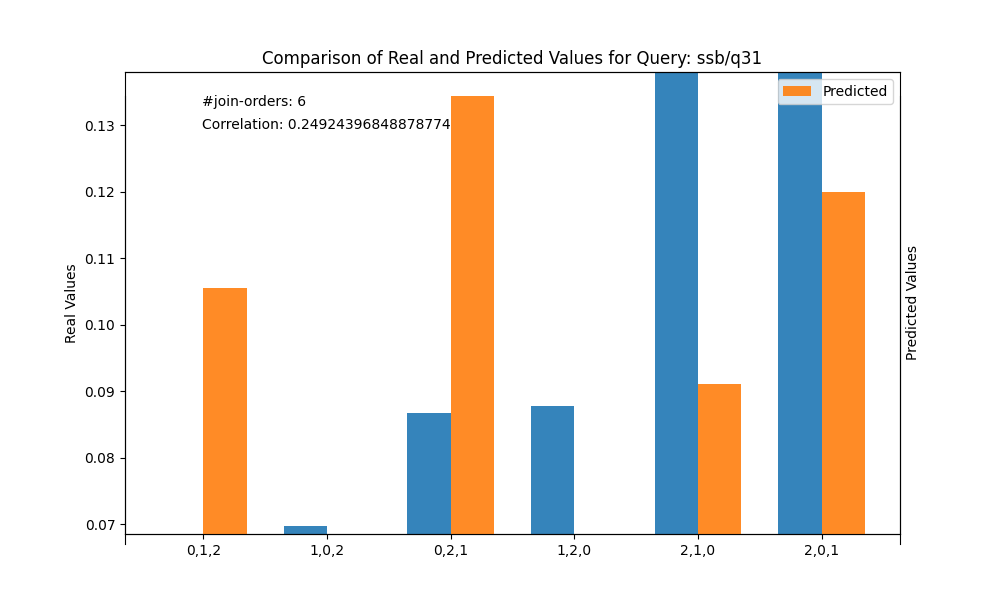 Comparison of Real and Predicted Values for Query: ssb/q31
#join-orders: 6
Correlation: 0.24924396848878774
Predicted
0.13
0.12
0.11
0.10
0.09
0.08
0.07
Real Values
Predicted Values
0,1,2
1,0,2
0,2,1
1,2,0
2,1,0
2,0,1